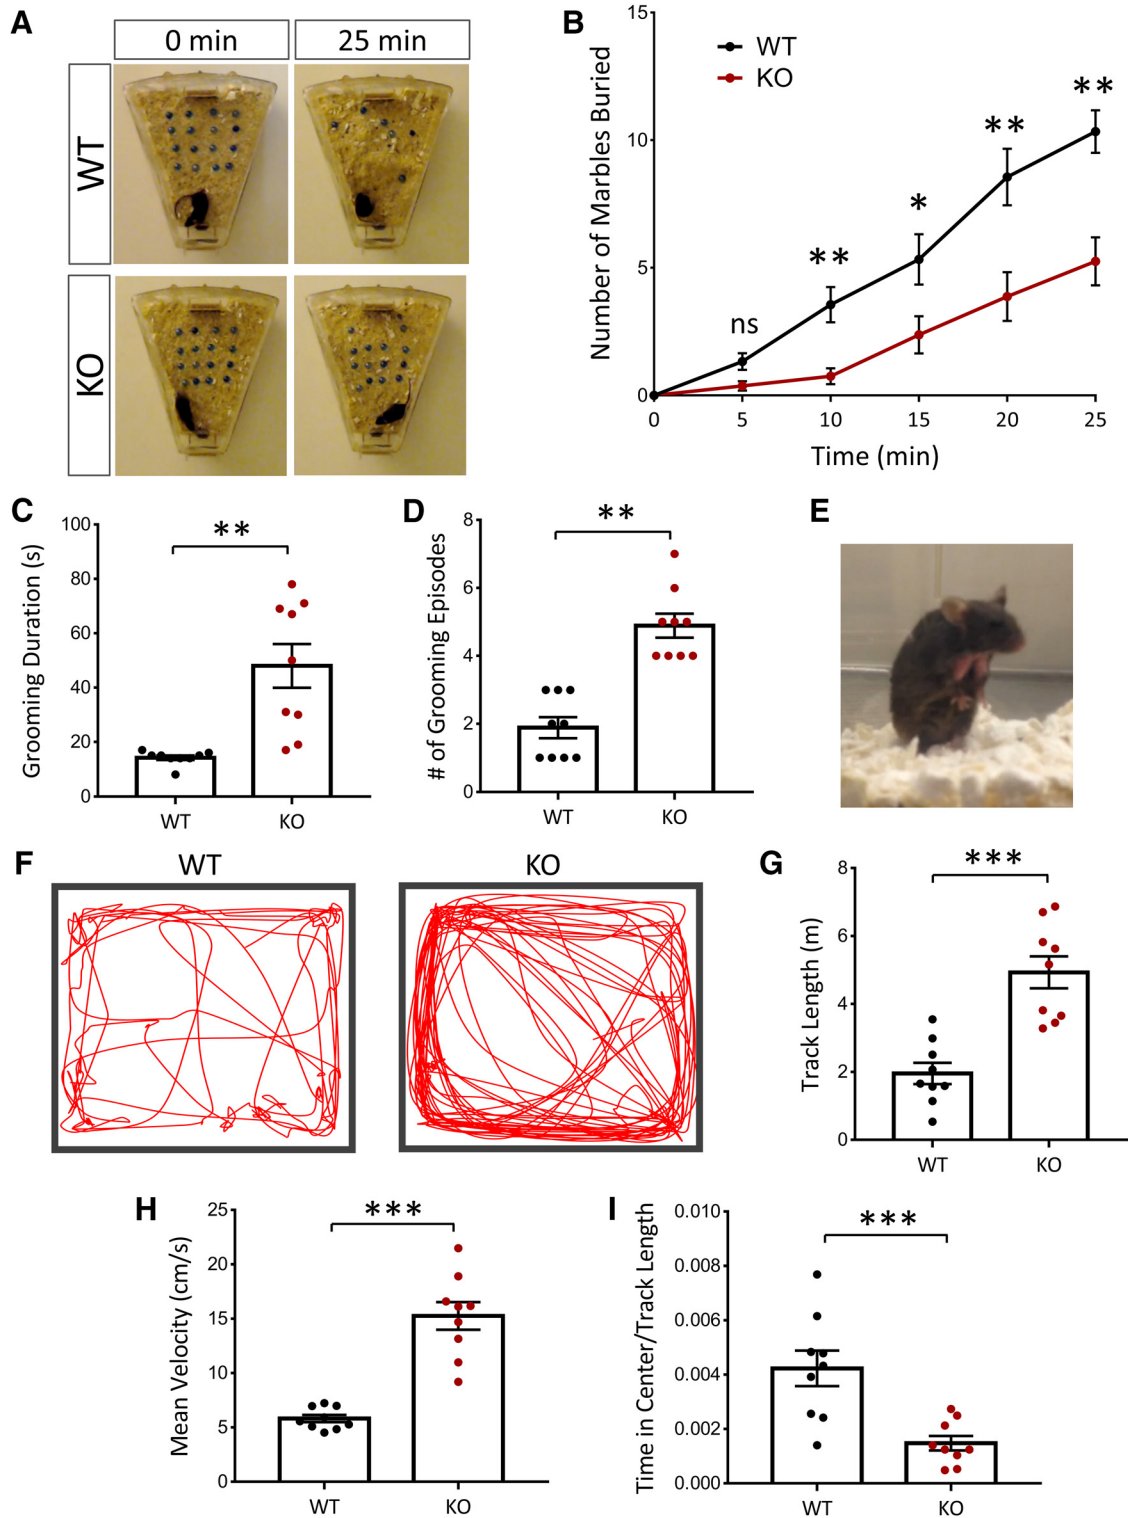 A
0 min
25 min
WT
KO
B
Number of Marbles Buried
15
10
5
0
WT
KO
ns
**
*
**
**
0
5
10
15
20
25
Time (min)
C
Grooming Duration (s)
100
80
60
40
20
0
**
WT
KO
D
# of Grooming Episodes
8
6
4
2
0
**
WT
KO
E
F
WT
KO
G
Track Length (m)
8
6
4
2
0
***
WT
KO
H
Mean Velocity (cm/s)
25
20
15
10
5
0
***
WT
KO
I
Time in Center/Track Length
0.010
0.008
0.006
0.004
0.002
0.000
***
WT
KO